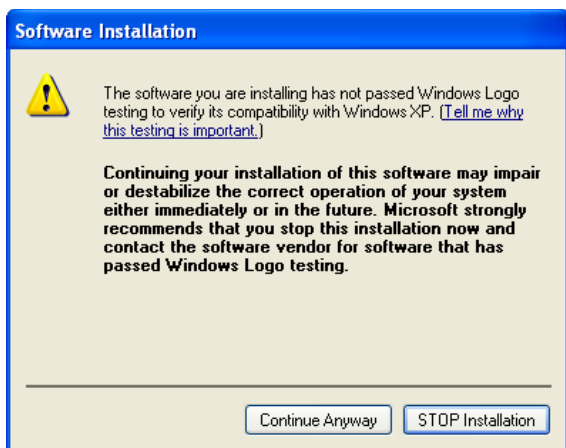 Software Installation
The software you are installing has not passed Windows Logo
testing to verify its compatibility with Windows XP. (Tell me why
this testing is important.)
Continuing your installation of this software may impair
or destabilize the correct operation of your system
either immediately or in the future. Microsoft strongly
recommends that you stop this installation now and
contact the software vendor for software that has
passed Windows Logo testing.
Continue Anyway STOP Installation